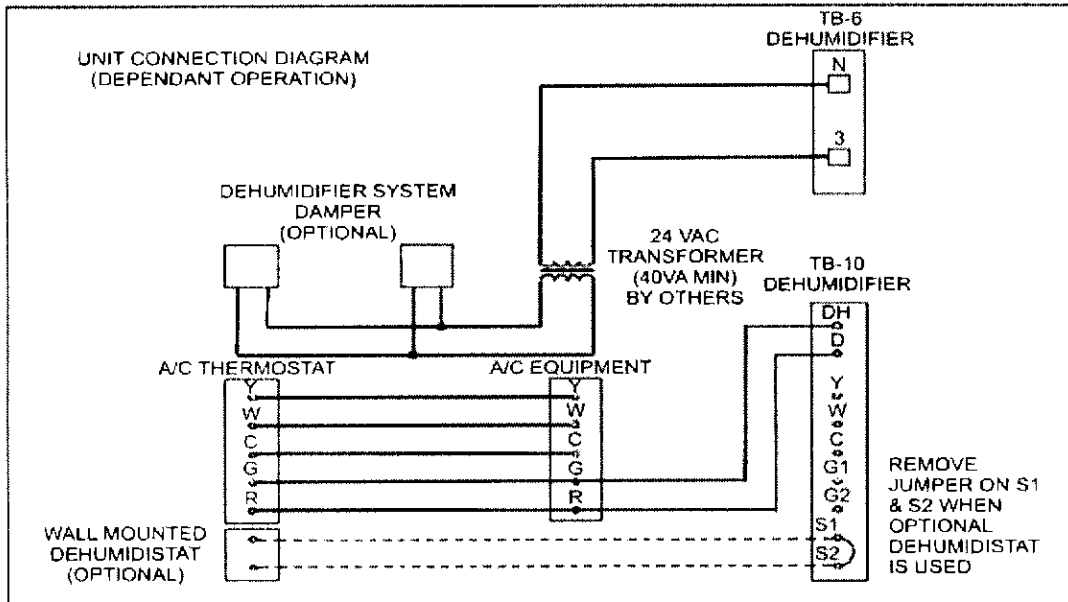 UNIT CONNECTION DIAGRAM
(DEPENDANT OPERATION)
TB-6
DEHUMIDIFIER
N
3
DEHUMIDIFIER SYSTEM
DAMPER
(OPTIONAL)
24 VAC
TRANSFORMER
(40VA MIN)
BY OTHERS
TB-10
DEHUMIDIFIER
DH
D
Y
W
C
G1
G2
S1
S2
A/C THERMOSTAT
Y
W
C
G
R
A/C EQUIPMENT
Y
W
C
G
R
WALL MOUNTED
DEHUMIDISTAT
(OPTIONAL)
REMOVE
JUMPER ON S1
& S2 WHEN
OPTIONAL
DEHUMIDISTAT
IS USED